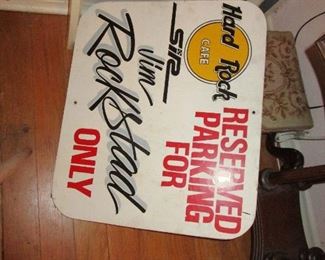 Hard Rock
CAFE
SIR
RESERVED
PARKING
FOR
Jim
Rockstad
ONLY